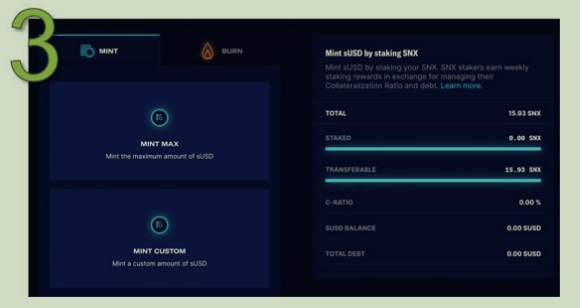 3
MINT
BURN
MINT MAX
Mint the maximum amount of sUSD
MINT CUSTOM
Mint a custom amount of sUSD
Mint sUSD by staking SNX
Mint sUSD by staking your SNX. SNX stakers earn weekly
staking rewards in exchange for managing their
Collateralization Ratio and debt. Learn more.
TOTAL 15.93 SNX
STAKED 0.00 SNX
TRANSFERABLE 15.93 SNX
C-RATIO 0.00 %
SUSD BALANCE 0.00 SUSD
TOTAL DEBT 0.00 SUSD